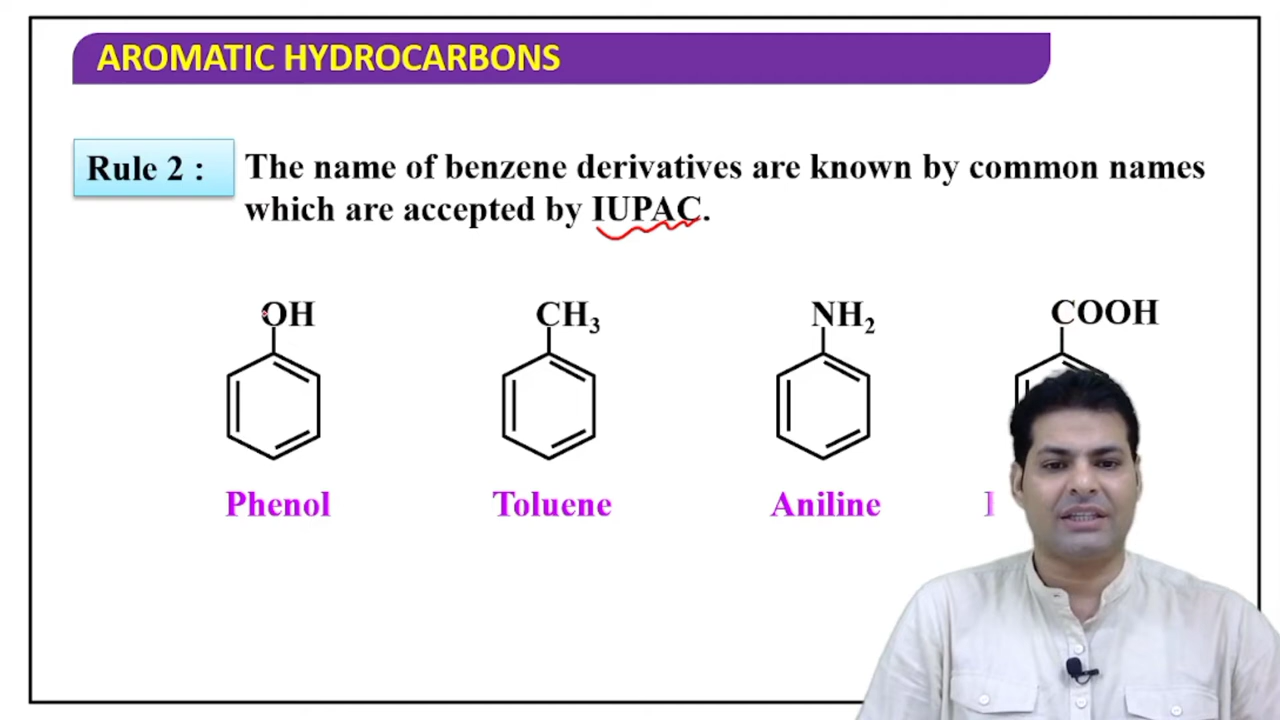 AROMATIC HYDROCARBONS
Rule 2 :
The name of benzene derivatives are known by common names
which are accepted by IUPAC.
OH
CH₃
NH₂
COOH
Phenol
Toluene
Aniline